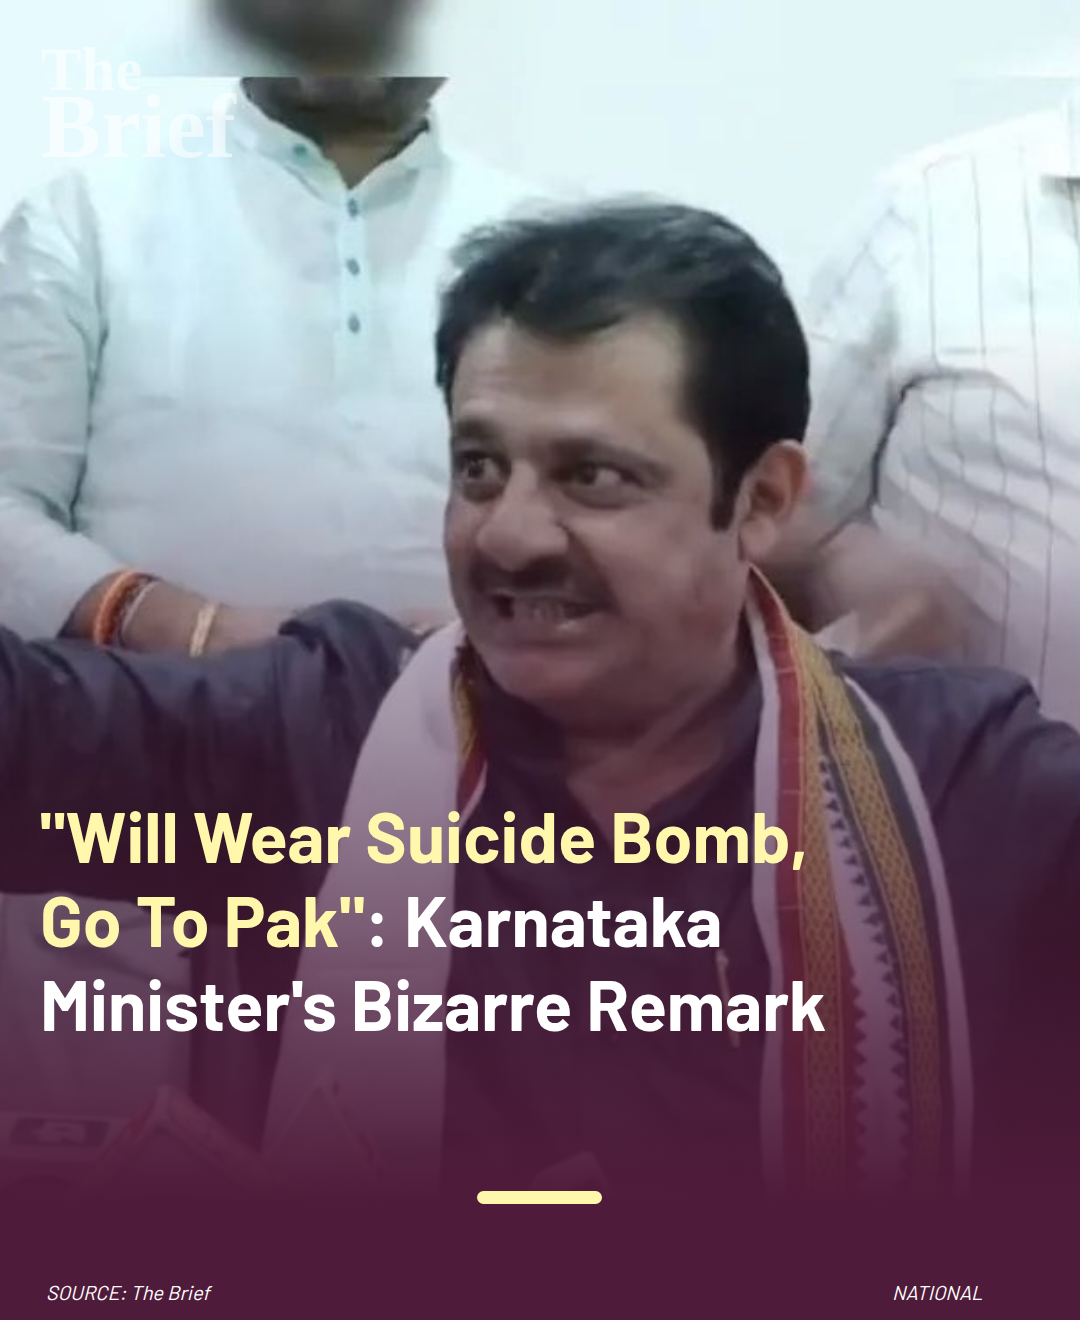 The
Brief
"Will Wear Suicide Bomb,
Go To Pak": Karnataka
Minister's Bizarre Remark
SOURCE: The Brief
NATIONAL